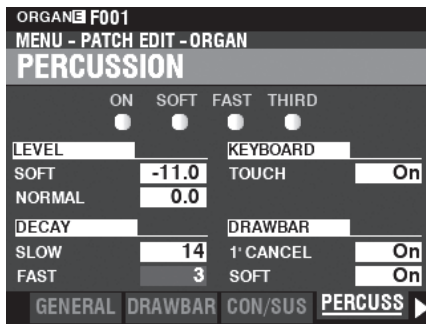 ORGAN E F001
MENU - PATCH EDIT - ORGAN
PERCUSSION
ON SOFT FAST THIRD
LEVEL
SOFT -11.0
NORMAL 0.0
DECAY
SLOW 14
FAST 3
KEYBOARD
TOUCH On
DRAWBAR
1' CANCEL On
SOFT On
GENERAL DRAWBAR CON/SUS PERCUSS